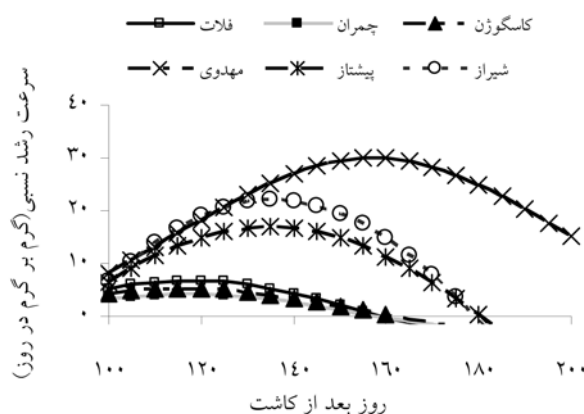 فلات چمران کاسگوژن
مهدوی پیشتاز شیراز
سرعت رشد نسبی(گرم بر گرم در روز)
۴۰
۳۰
۲۰
۱۰
۰
۱۰۰ ۱۲۰ ۱۴۰ ۱۶۰ ۱۸۰ ۲۰۰
روز بعد از کاشت